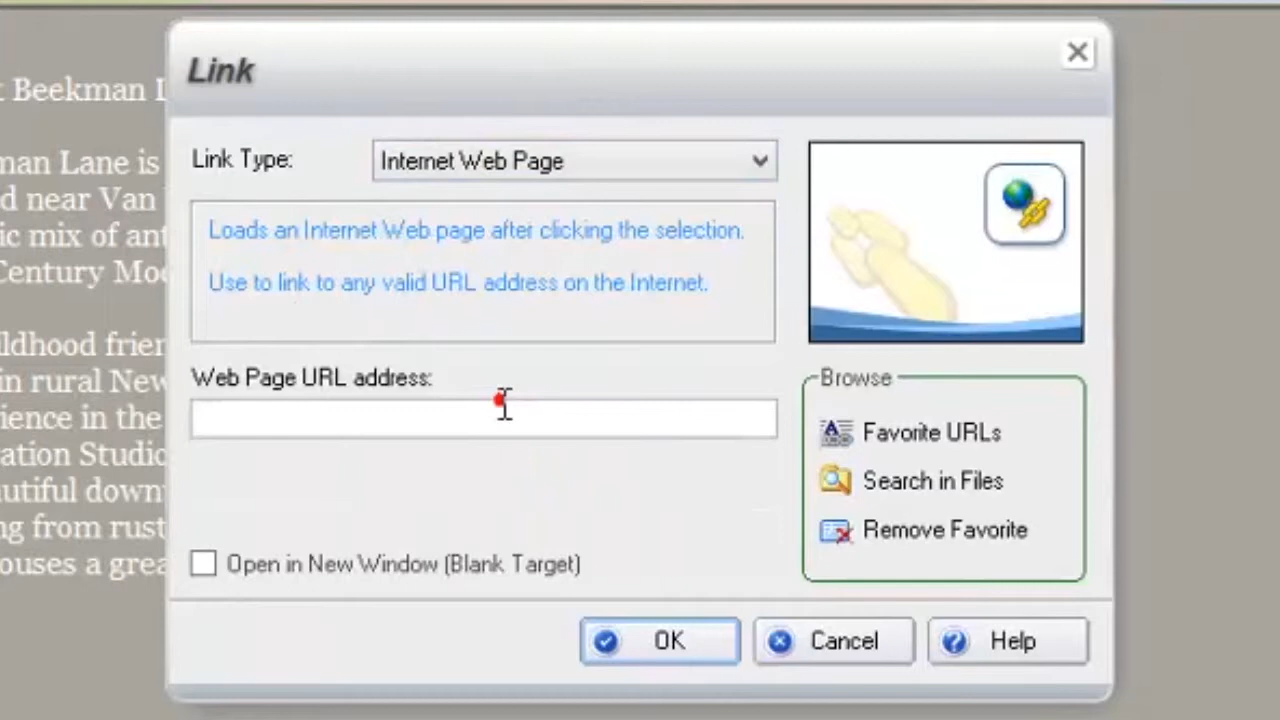 Link
: Beekman L
man Lane is
d near Van
ic mix of ant
Century Mod
ildhood frien
in rural New
ience in the
ation Studio
utiful down
ng from rust
ouses a grea
Link Type:
Internet Web Page
Loads an Internet Web page after clicking the selection.
Use to link to any valid URL address on the Internet.
Web Page URL address:
Browse
Favorite URLs
Search in Files
Remove Favorite
Open in New Window (Blank Target)
OK
Cancel
Help